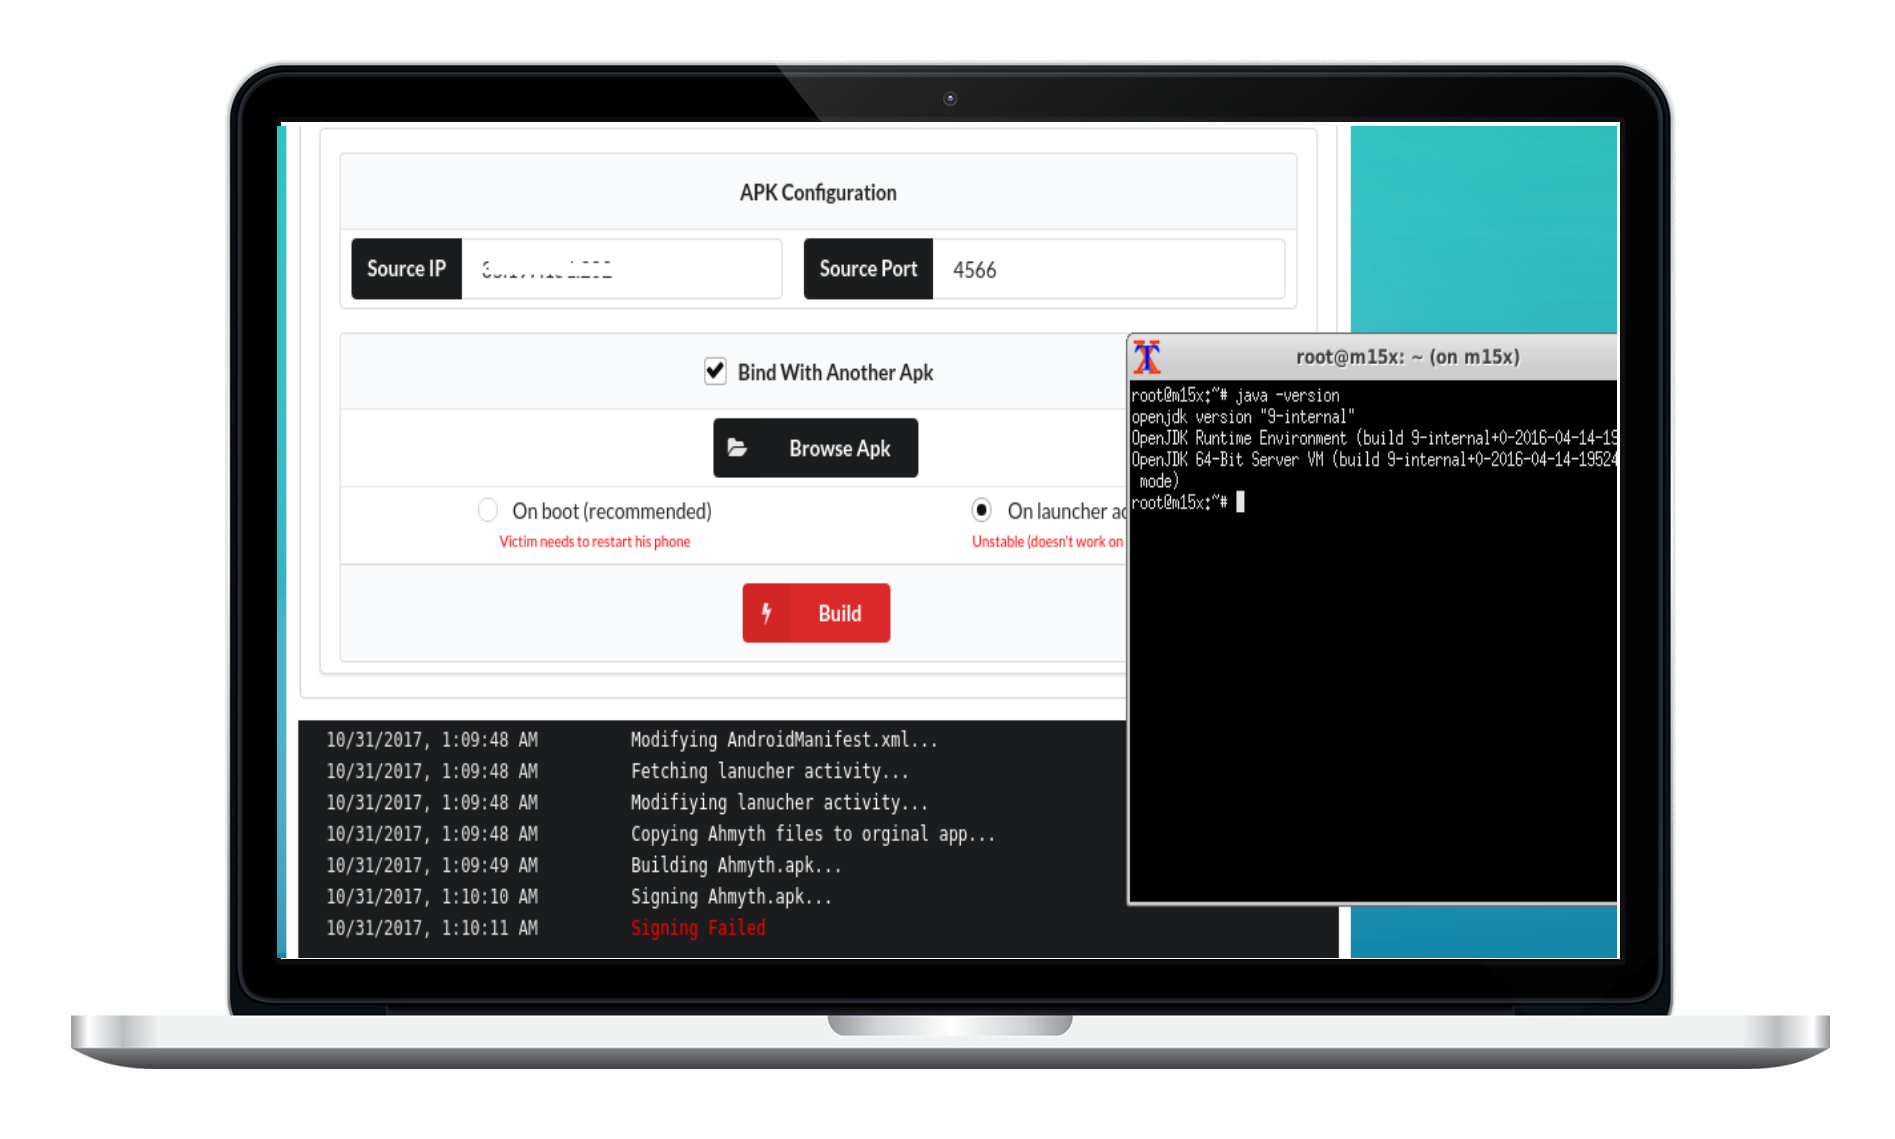 APK Configuration
Source IP
Source Port 4566
Bind With Another Apk
Browse Apk
On boot (recommended)
On launcher
Victim needs to restart his phone
Unstable (doesn't work on
Build
10/31/2017, 1:09:48 AM Modifying AndroidManifest.xml...
10/31/2017, 1:09:48 AM Fetching lanucher activity...
10/31/2017, 1:09:48 AM Modifiying lanucher activity...
10/31/2017, 1:09:48 AM Copying Ahmyth files to orginal app...
10/31/2017, 1:09:49 AM Building Ahmyth.apk...
10/31/2017, 1:10:10 AM Signing Ahmyth.apk...
10/31/2017, 1:10:11 AM Signing Failed
root@m15x: ~ (on m15x)
root@m15x:~# java -version
openjdk version "9-internal"
OpenJDK Runtime Environment (build 9-internal+0-2016-04-14-19
OpenJDK 64-Bit Server VM (build 9-internal+0-2016-04-14-19524
mode)
root@m15x:~#